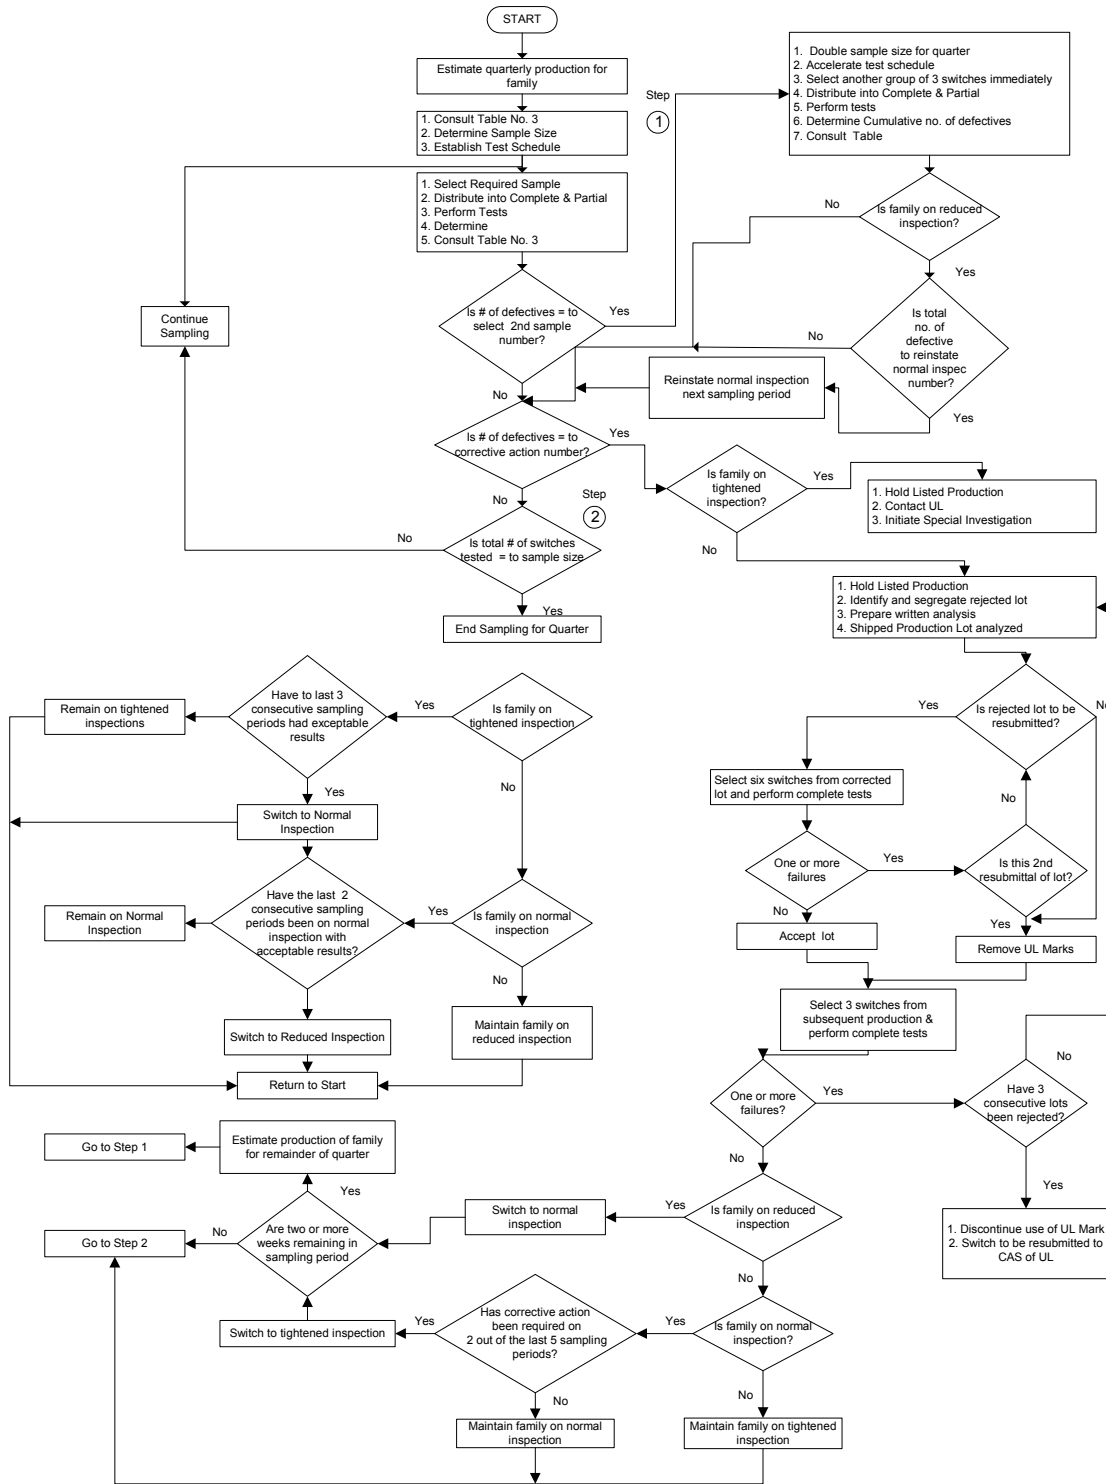 START
Estimate quarterly production for
family
1. Consult Table No. 3
2. Determine Sample Size
3. Establish Test Schedule
Step
1
1. Double sample size for quarter
2. Accelerate test schedule
3. Select another group of 3 switches immediately
4. Distribute into Complete & Partial
5. Perform tests
6. Determine Cumulative no. of defectives
7. Consult Table
1. Select Required Sample
2. Distribute into Complete & Partial
3. Perform Tests
4. Determine
5. Consult Table No. 3
No
Is family on reduced
inspection?
Yes
Continue
Sampling
Is # of defectives = to
select 2nd sample
number?
Yes
No
Is total
no. of
defective
to reinstate
normal inspec
number?
Yes
Reinstate normal inspection
next sampling period
No
Is # of defectives = to
corrective action number?
Yes
No
Step
2
Is family on
tightened
inspection?
Yes
1. Hold Listed Production
2. Contact UL
3. Initiate Special Investigation
No
No
Is total # of switches
tested = to sample size
Yes
End Sampling for Quarter
1. Hold Listed Production
2. Identify and segregate rejected lot
3. Prepare written analysis
4. Shipped Production Lot analyzed
Remain on tightened
inspections
Have to last 3
consecutive sampling
periods had exceptable
results
Yes
Is family on
tightened inspection
Yes
No
Yes
Is rejected lot to be
resubmitted?
No
Select six switches from corrected
lot and perform complete tests
No
Switch to Normal
Inspection
One or more
failures
Yes
Is this 2nd
resubmittal of lot?
No
Yes
Remain on Normal
Inspection
Have the last 2
consecutive sampling
periods been on normal
inspection with
acceptable results?
Yes
Is family on normal
inspection
No
Accept lot
Remove UL Marks
Select 3 switches from
subsequent production &
perform complete tests
Switch to Reduced Inspection
Maintain family on
reduced inspection
Return to Start
One or more
failures?
Yes
No
Have 3
consecutive lots
been rejected?
No
Yes
Go to Step 1
Estimate production of family
for remainder of quarter
Yes
Go to Step 2
No
Are two or more
weeks remaining in
sampling period
Switch to normal
inspection
Yes
Is family on reduced
inspection
No
1. Discontinue use of UL Mark
2. Switch to be resubmitted to
CAS of UL
Switch to tightened inspection
Yes
Has corrective action
been required on
2 out of the last 5 sampling
periods?
Yes
Is family on normal
inspection?
No
No
Maintain family on normal
inspection
Maintain family on tightened
inspection